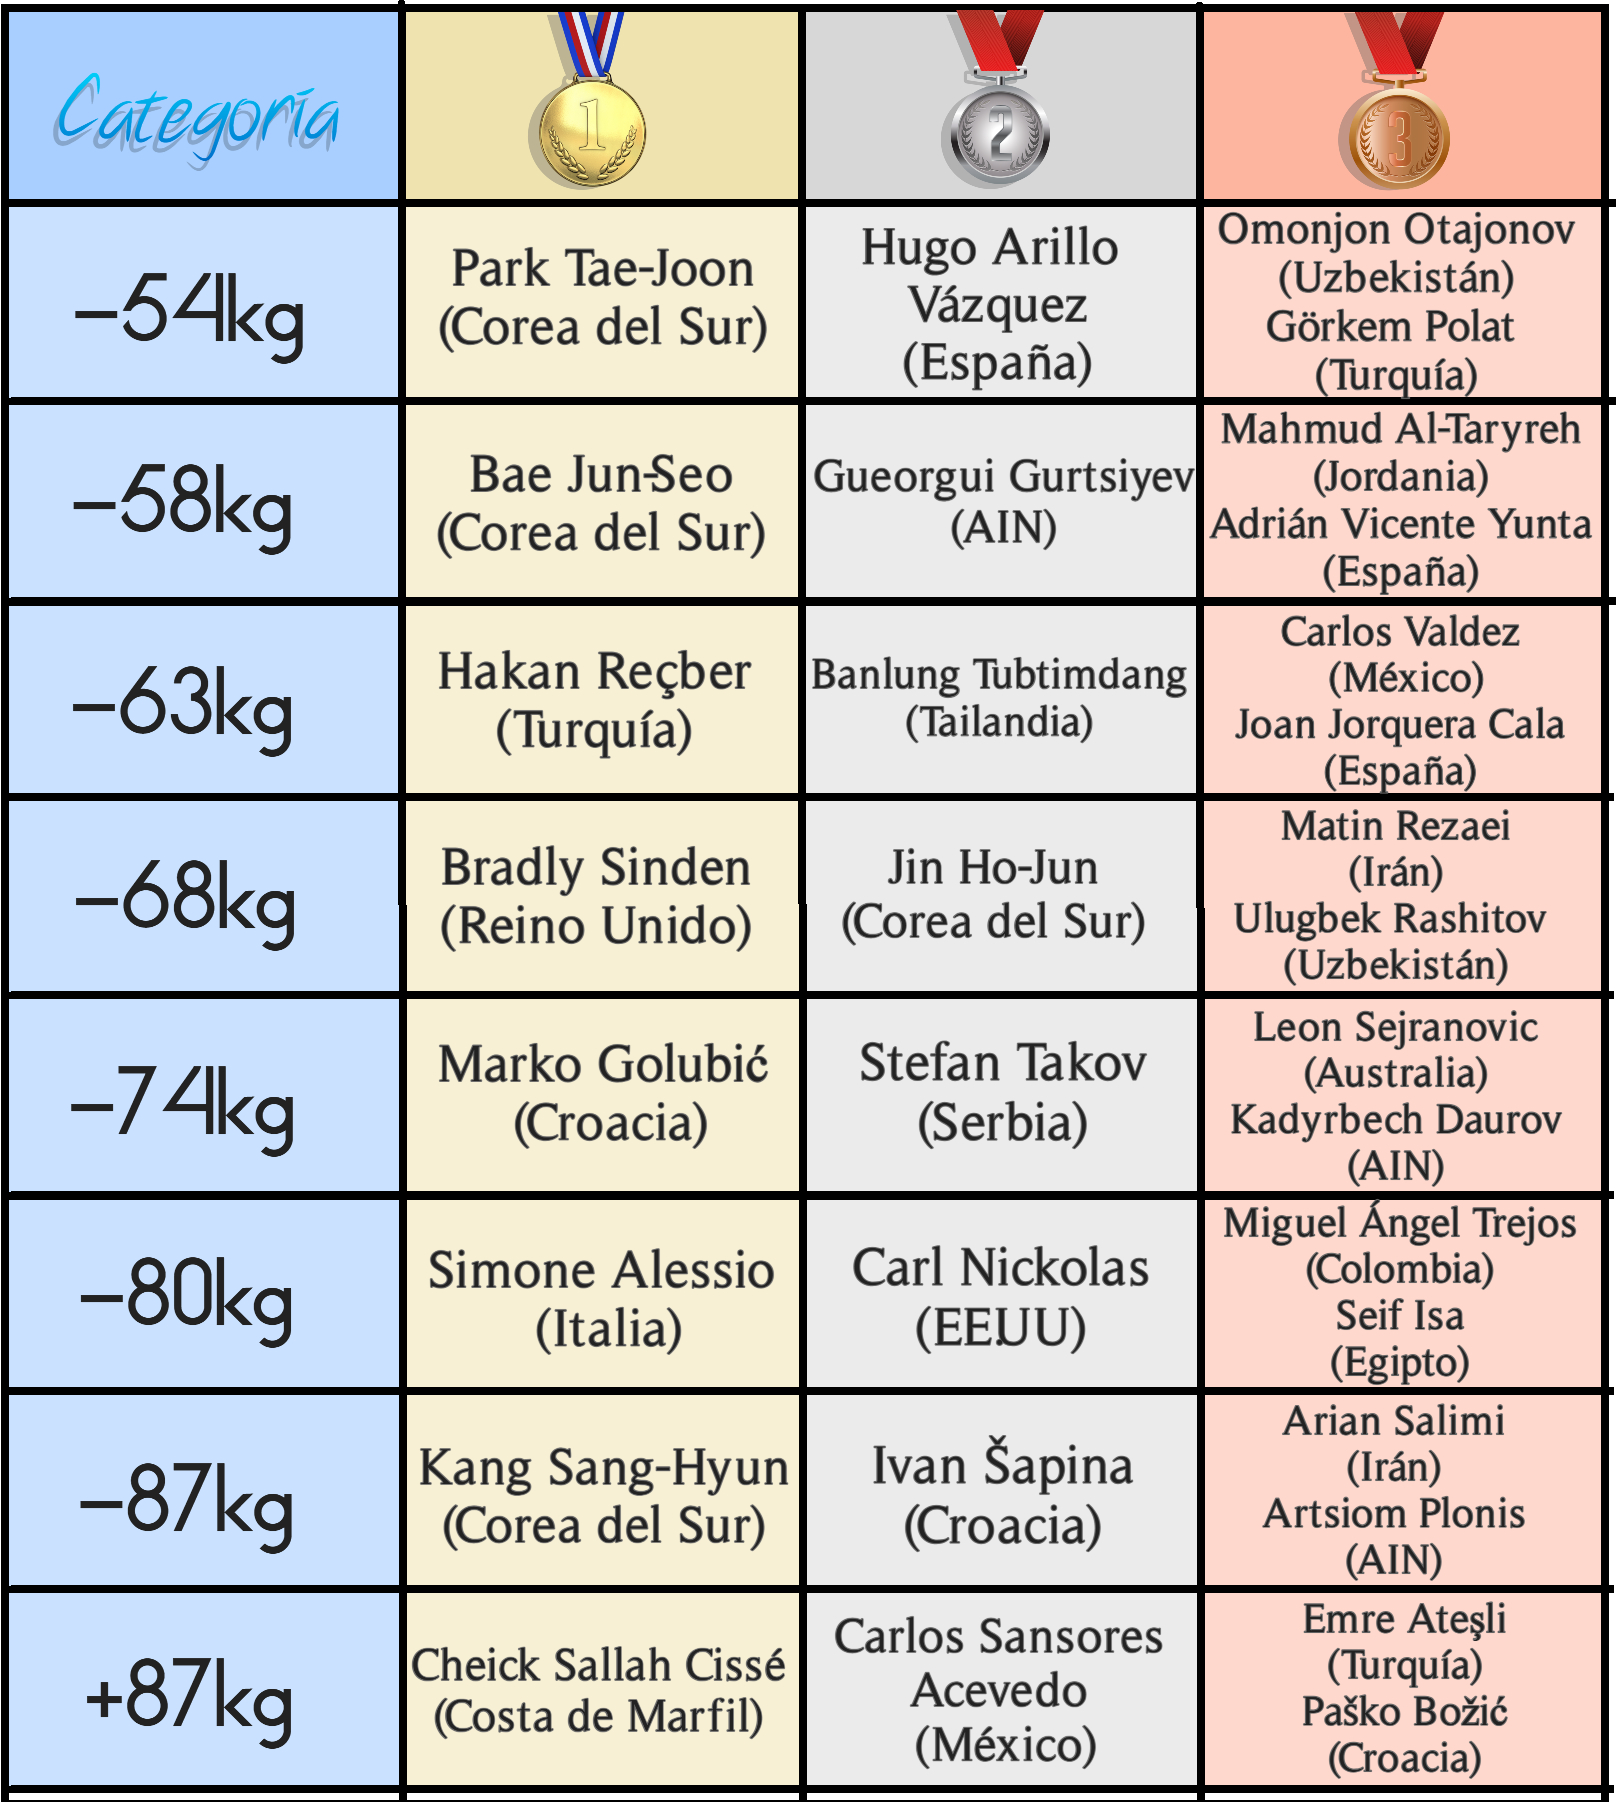 Categoría
1
2
3
–54kg
Park Tae-Joon
(Corea del Sur)
Hugo Arillo
Vázquez
(España)
Omonjon Otajonov
(Uzbekistán)
Görkem Polat
(Turquía)
–58kg
Bae Jun-Seo
(Corea del Sur)
Gueorgui Gurtsiyev
(AIN)
Mahmud Al-Taryreh
(Jordania)
Adrián Vicente Yunta
(España)
–63kg
Hakan Reçber
(Turquía)
Banlung Tubtimdang
(Tailandia)
Carlos Valdez
(México)
Joan Jorquera Cala
(España)
–68kg
Bradly Sinden
(Reino Unido)
Jin Ho-Jun
(Corea del Sur)
Matin Rezaei
(Irán)
Ulugbek Rashitov
(Uzbekistán)
–74kg
Marko Golubić
(Croacia)
Stefan Takov
(Serbia)
Leon Sejranovic
(Australia)
Kadyrbech Daurov
(AIN)
–80kg
Simone Alessio
(Italia)
Carl Nickolas
(EE.UU)
Miguel Ángel Trejos
(Colombia)
Seif Isa
(Egipto)
–87kg
Kang Sang-Hyun
(Corea del Sur)
Ivan Šapina
(Croacia)
Arian Salimi
(Irán)
Artsiom Plonis
(AIN)
+87kg
Cheick Sallah Cissé
(Costa de Marfil)
Carlos Sansores
Acevedo
(México)
Emre Ateşli
(Turquía)
Paško Božić
(Croacia)